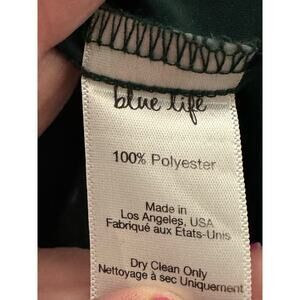 blue life
100% Polyester
Made in
Los Angeles, USA
Fabriqué aux États-Unis
Dry Clean Only
Nettoyage à sec Uniquement